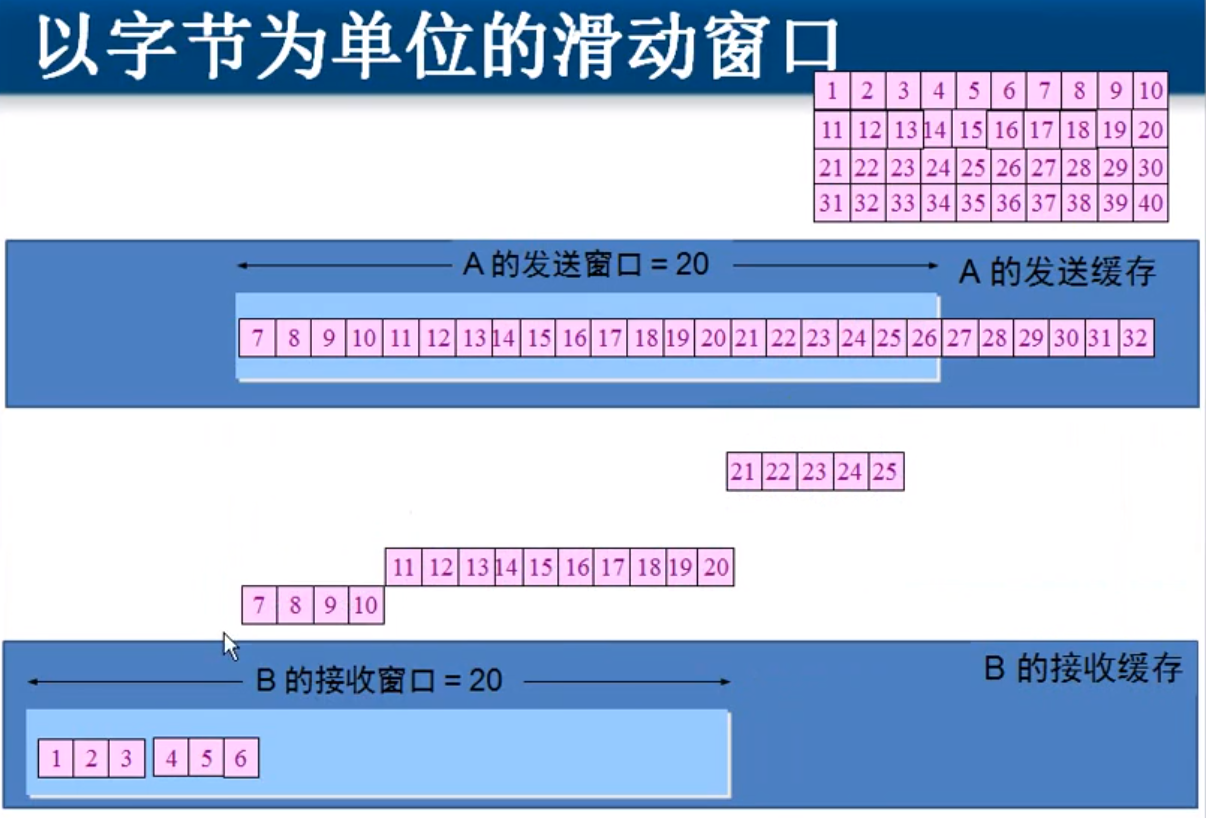 以字节为单位的滑动窗口
1 2 3 4 5 6 7 8 9 10
11 12 13 14 15 16 17 18 19 20
21 22 23 24 25 26 27 28 29 30
31 32 33 34 35 36 37 38 39 40
A 的发送窗口 = 20
A 的发送缓存
7 8 9 10 11 12 13 14 15 16 17 18 19 20 21 22 23 24 25 26 27 28 29 30 31 32
21 22 23 24 25
11 12 13 14 15 16 17 18 19 20
7 8 9 10
B 的接收窗口 = 20
B 的接收缓存
1 2 3 4 5 6